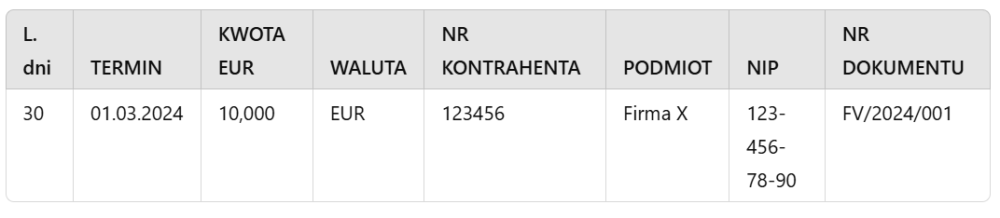 L. dni TERMIN KWOTA EUR WALUTA NR KONTRAHENTA PODMIOT NIP NR DOKUMENTU
30 01.03.2024 10,000 EUR 123456 Firma X 123-456-78-90 FV/2024/001